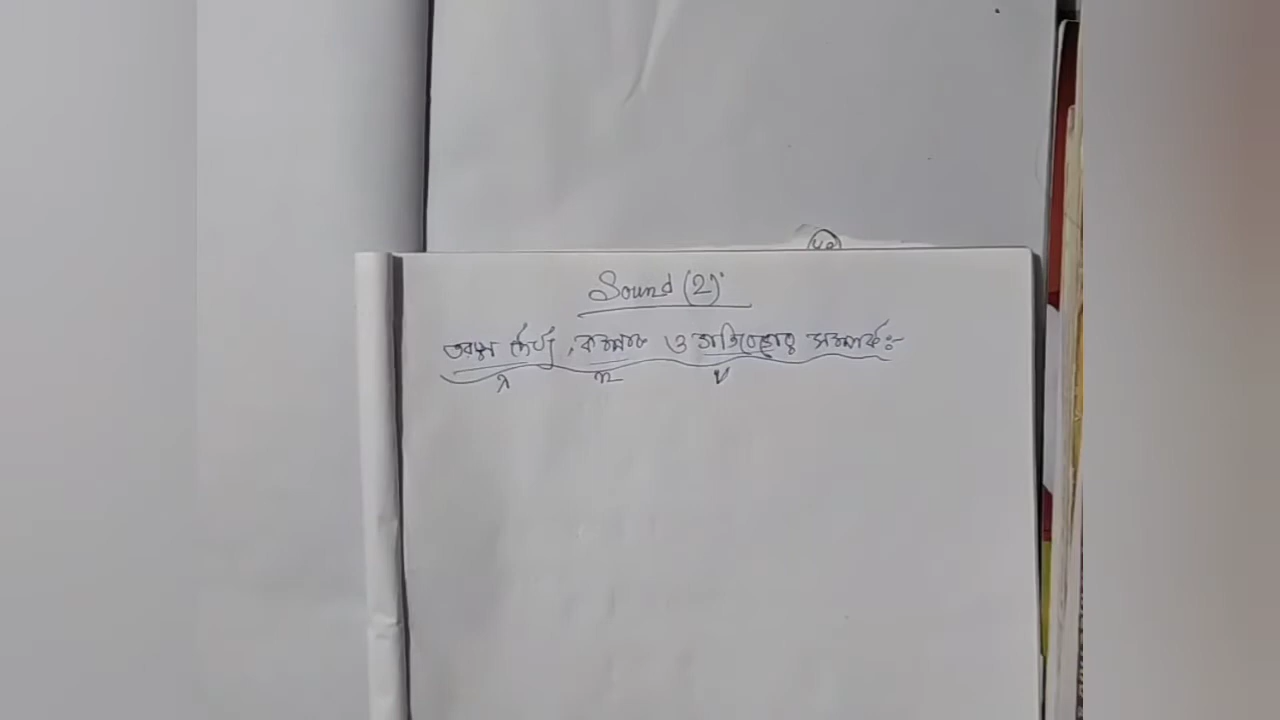 Sound (2)
তরঙ্গ দৈর্ঘ্য, কম্পাঙ্ক ও গতিবেগের সম্পর্ক:-
λ n v